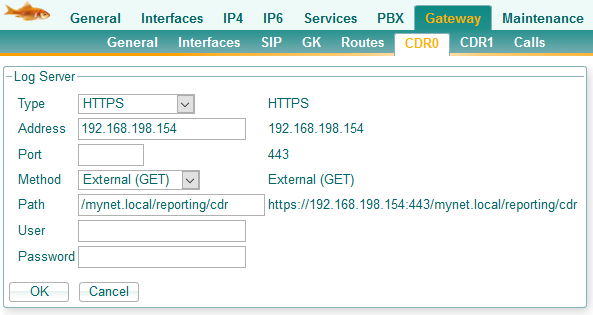 General Interfaces IP4 IP6 Services PBX Gateway Maintenance
General Interfaces SIP GK Routes CDR0 CDR1 Calls
Log Server
Type HTTPS HTTPS
Address 192.168.198.154 192.168.198.154
Port 443
Method External (GET) External (GET)
Path /mynet.local/reporting/cdr https://192.168.198.154:443/mynet.local/reporting/cdr
User
Password
OK Cancel